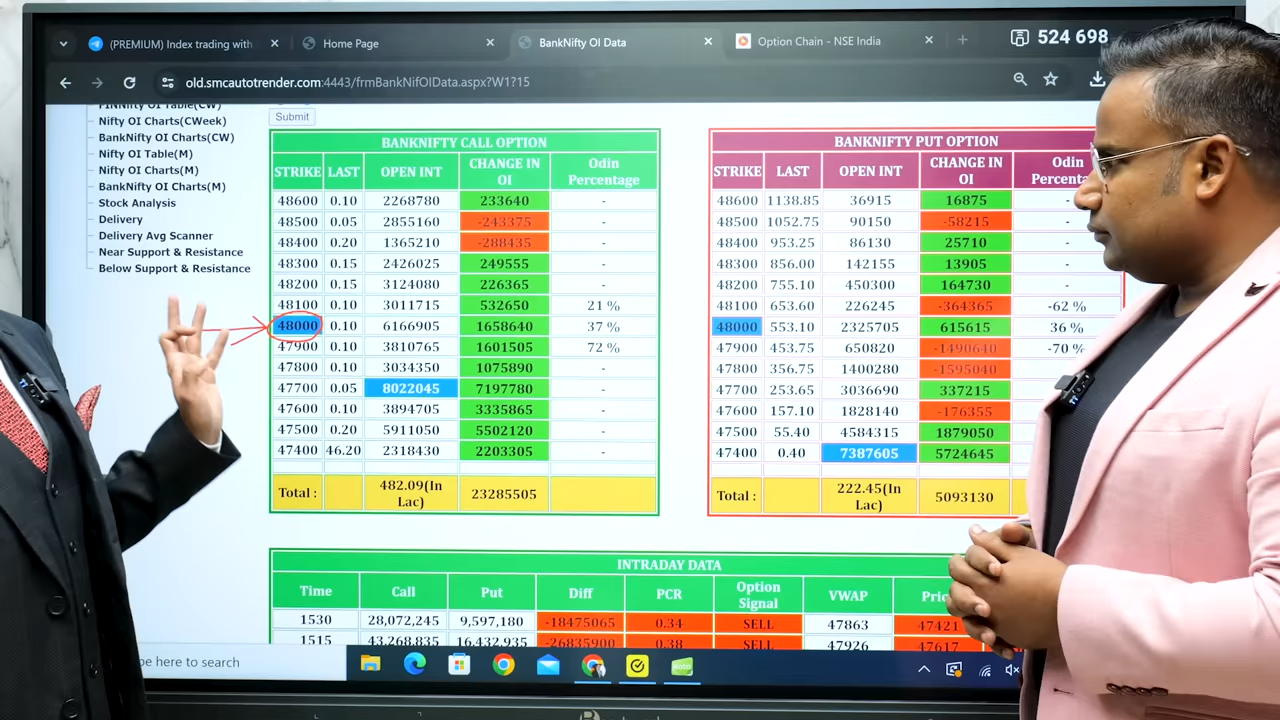 (PREMIUM) Index trading with
Home Page
BankNifty OI Data
Option Chain - NSE India
524 698
old.smcautotrender.com:4443/frmBankNifOIData.aspx?W1?15
FINNifty OI Table(CW)
Nifty OI Charts(CWeek)
BankNifty OI Charts(CW)
Nifty OI Table(M)
Nifty OI Charts(M)
BankNifty OI Charts(M)
Stock Analysis
Delivery
Delivery Avg Scanner
Near Support & Resistance
Below Support & Resistance
Submit
BANKNIFTY CALL OPTION
STRIKE LAST OPEN INT CHANGE IN OI Odin Percentage
48600 0.10 2268780 233640 -
48500 0.05 2855160 -243375 -
48400 0.20 1365210 -288435 -
48300 0.15 2426025 249555 -
48200 0.15 3124080 226365 -
48100 0.10 3011715 532650 21 %
48000 0.10 6166905 1658640 37 %
47900 0.10 3810765 1601505 72 %
47800 0.10 3034350 1075890 -
47700 0.05 8022045 7197780 -
47600 0.10 3894705 3335865 -
47500 0.20 5911050 5502120 -
47400 46.20 2318430 2203305 -
Total : 482.09(In Lac) 23285505
BANKNIFTY PUT OPTION
STRIKE LAST OPEN INT CHANGE IN OI Odin
48600 1138.85 36915 16875 -
48500 1052.75 90150 -58215 -
48400 953.25 86130 25710 -
48300 856.00 142155 13905 -
48200 755.10 450300 164730 -
48100 653.60 226245 -364365 -62 %
48000 553.10 2325705 615615 36 %
47900 453.75 650820 -1490640 -70 %
47800 356.75 1400280 -1595040
47700 253.65 3036690 337215
47600 157.10 1828140 -176355
47500 55.40 4584315 1879050
47400 0.40 7387605 5724645
Total : 222.45(In Lac) 5093130
INTRADAY DATA
Time Call Put Diff PCR Option Signal VWAP
1530 28,072,245 9,597,180 -18475065 0.34 SELL 47863 47421
1515 43,268,835 16,432,935 -26835900 0.38 SELL 47926 47617
pe here to search